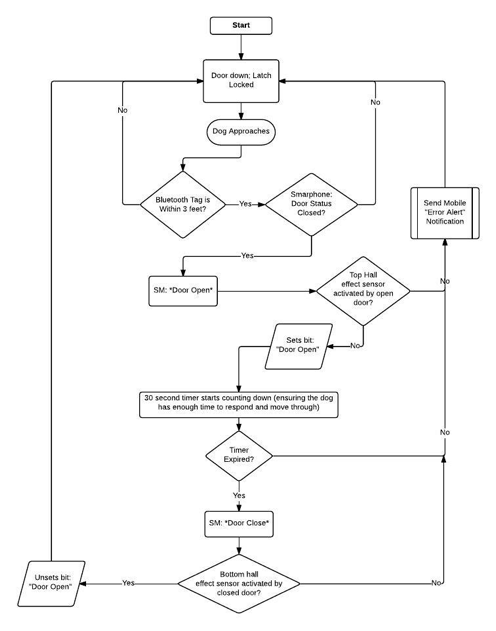 Start
Door down; Latch
Locked
No
No
Dog Approaches
Bluetooth Tag is
Within 3 feet?
Yes
Smarphone:
Door Status
Closed?
Send Mobile
"Error Alert"
Notification
Yes
SM: *Door Open*
Top Hall
effect sensor
activated by open
door?
No
Sets bit:
"Door Open"
No
30 second timer starts counting down (ensuring the dog
has enough time to respond and move through)
No
Timer
Expired?
Yes
SM: *Door Close*
Unsets bit:
"Door Open"
Yes
Bottom hall
effect sensor activated by
closed door?
No